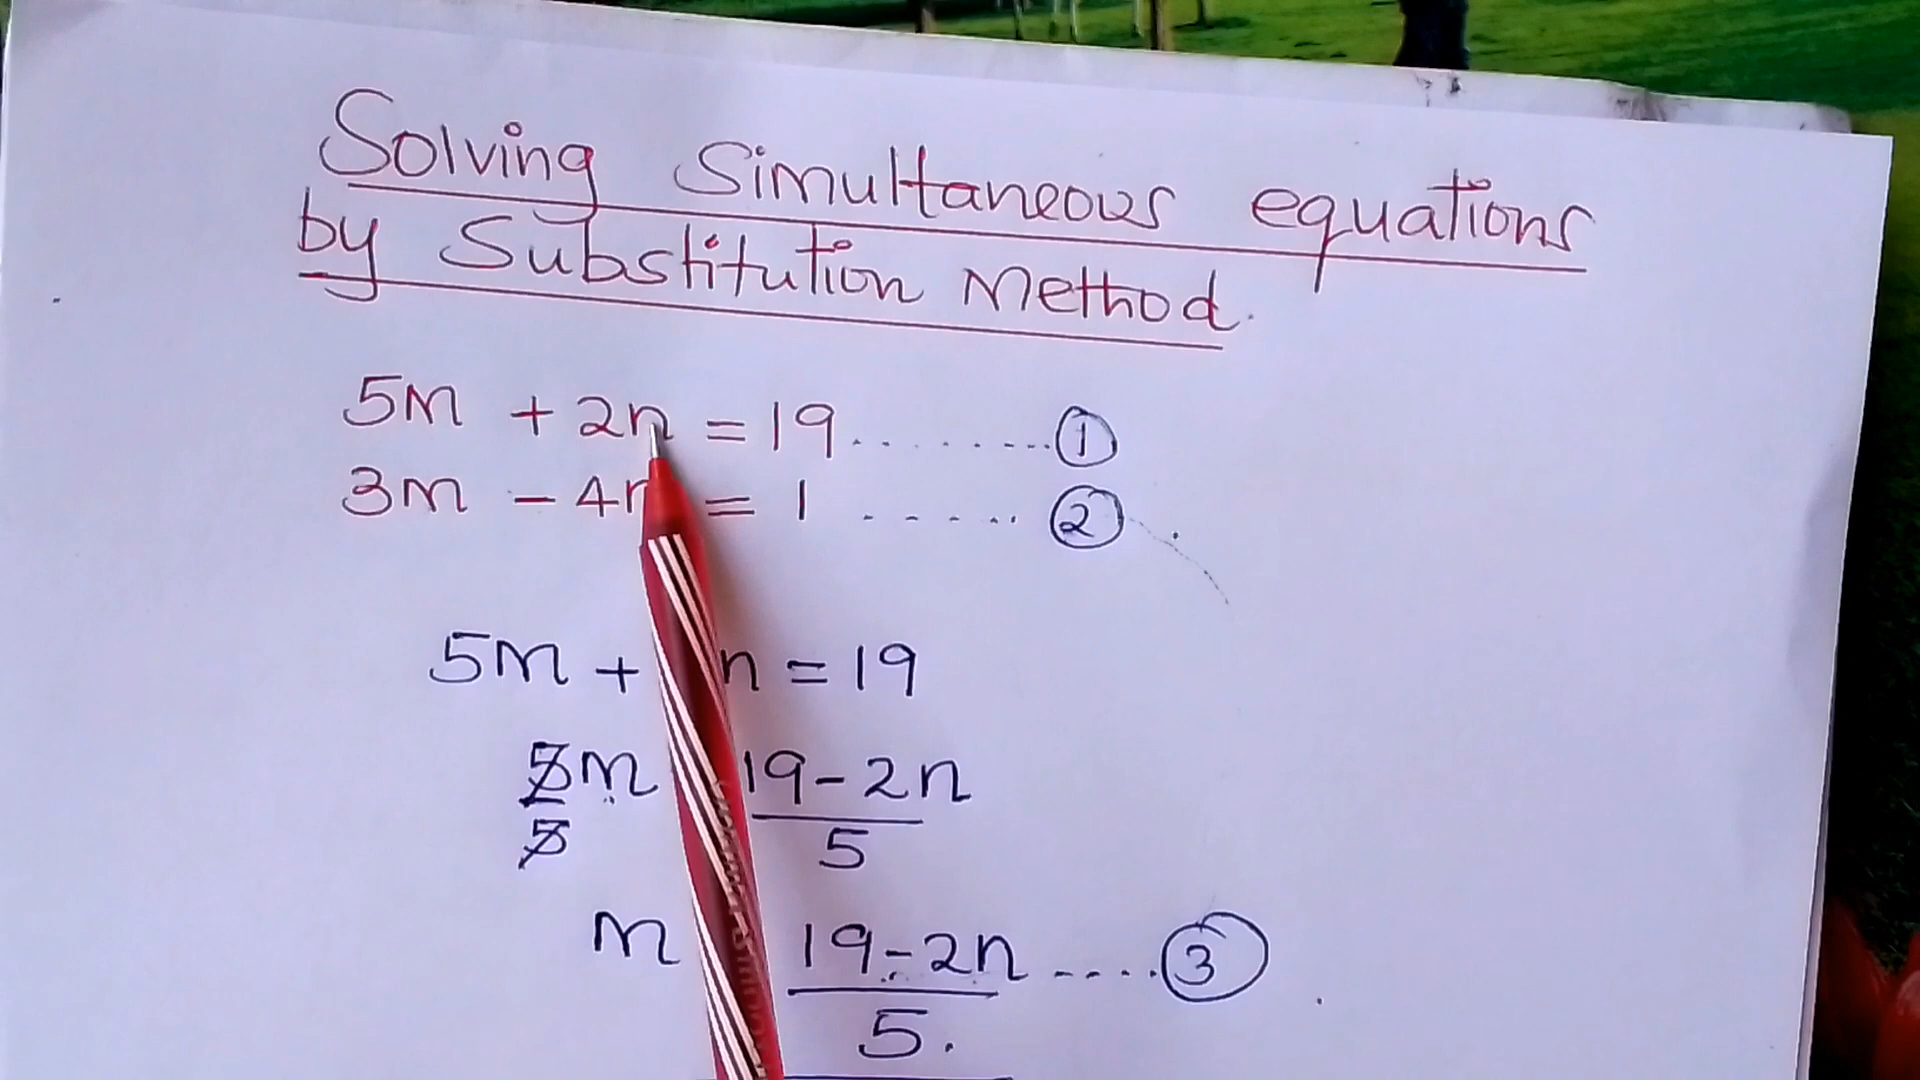 Solving Simultaneous equations
by Substitution Method.
5m + 2n = 19 ........... ①
3m - 4n = 1 ...... ②
5m + n = 19
5m 19-2n
5 5
m 19-2n .... ③
5.